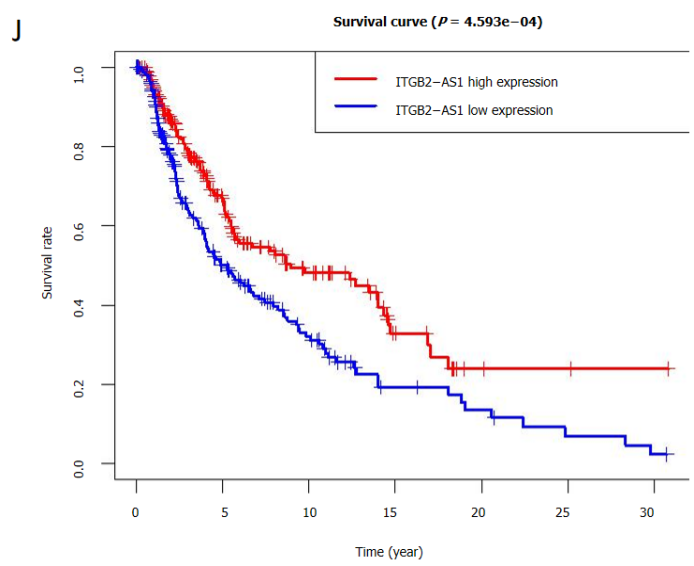 J
Survival curve (P = 4.593e−04)
ITGB2−AS1 high expression
ITGB2−AS1 low expression
Survival rate
1.0
0.8
0.6
0.4
0.2
0.0
0 5 10 15 20 25 30
Time (year)